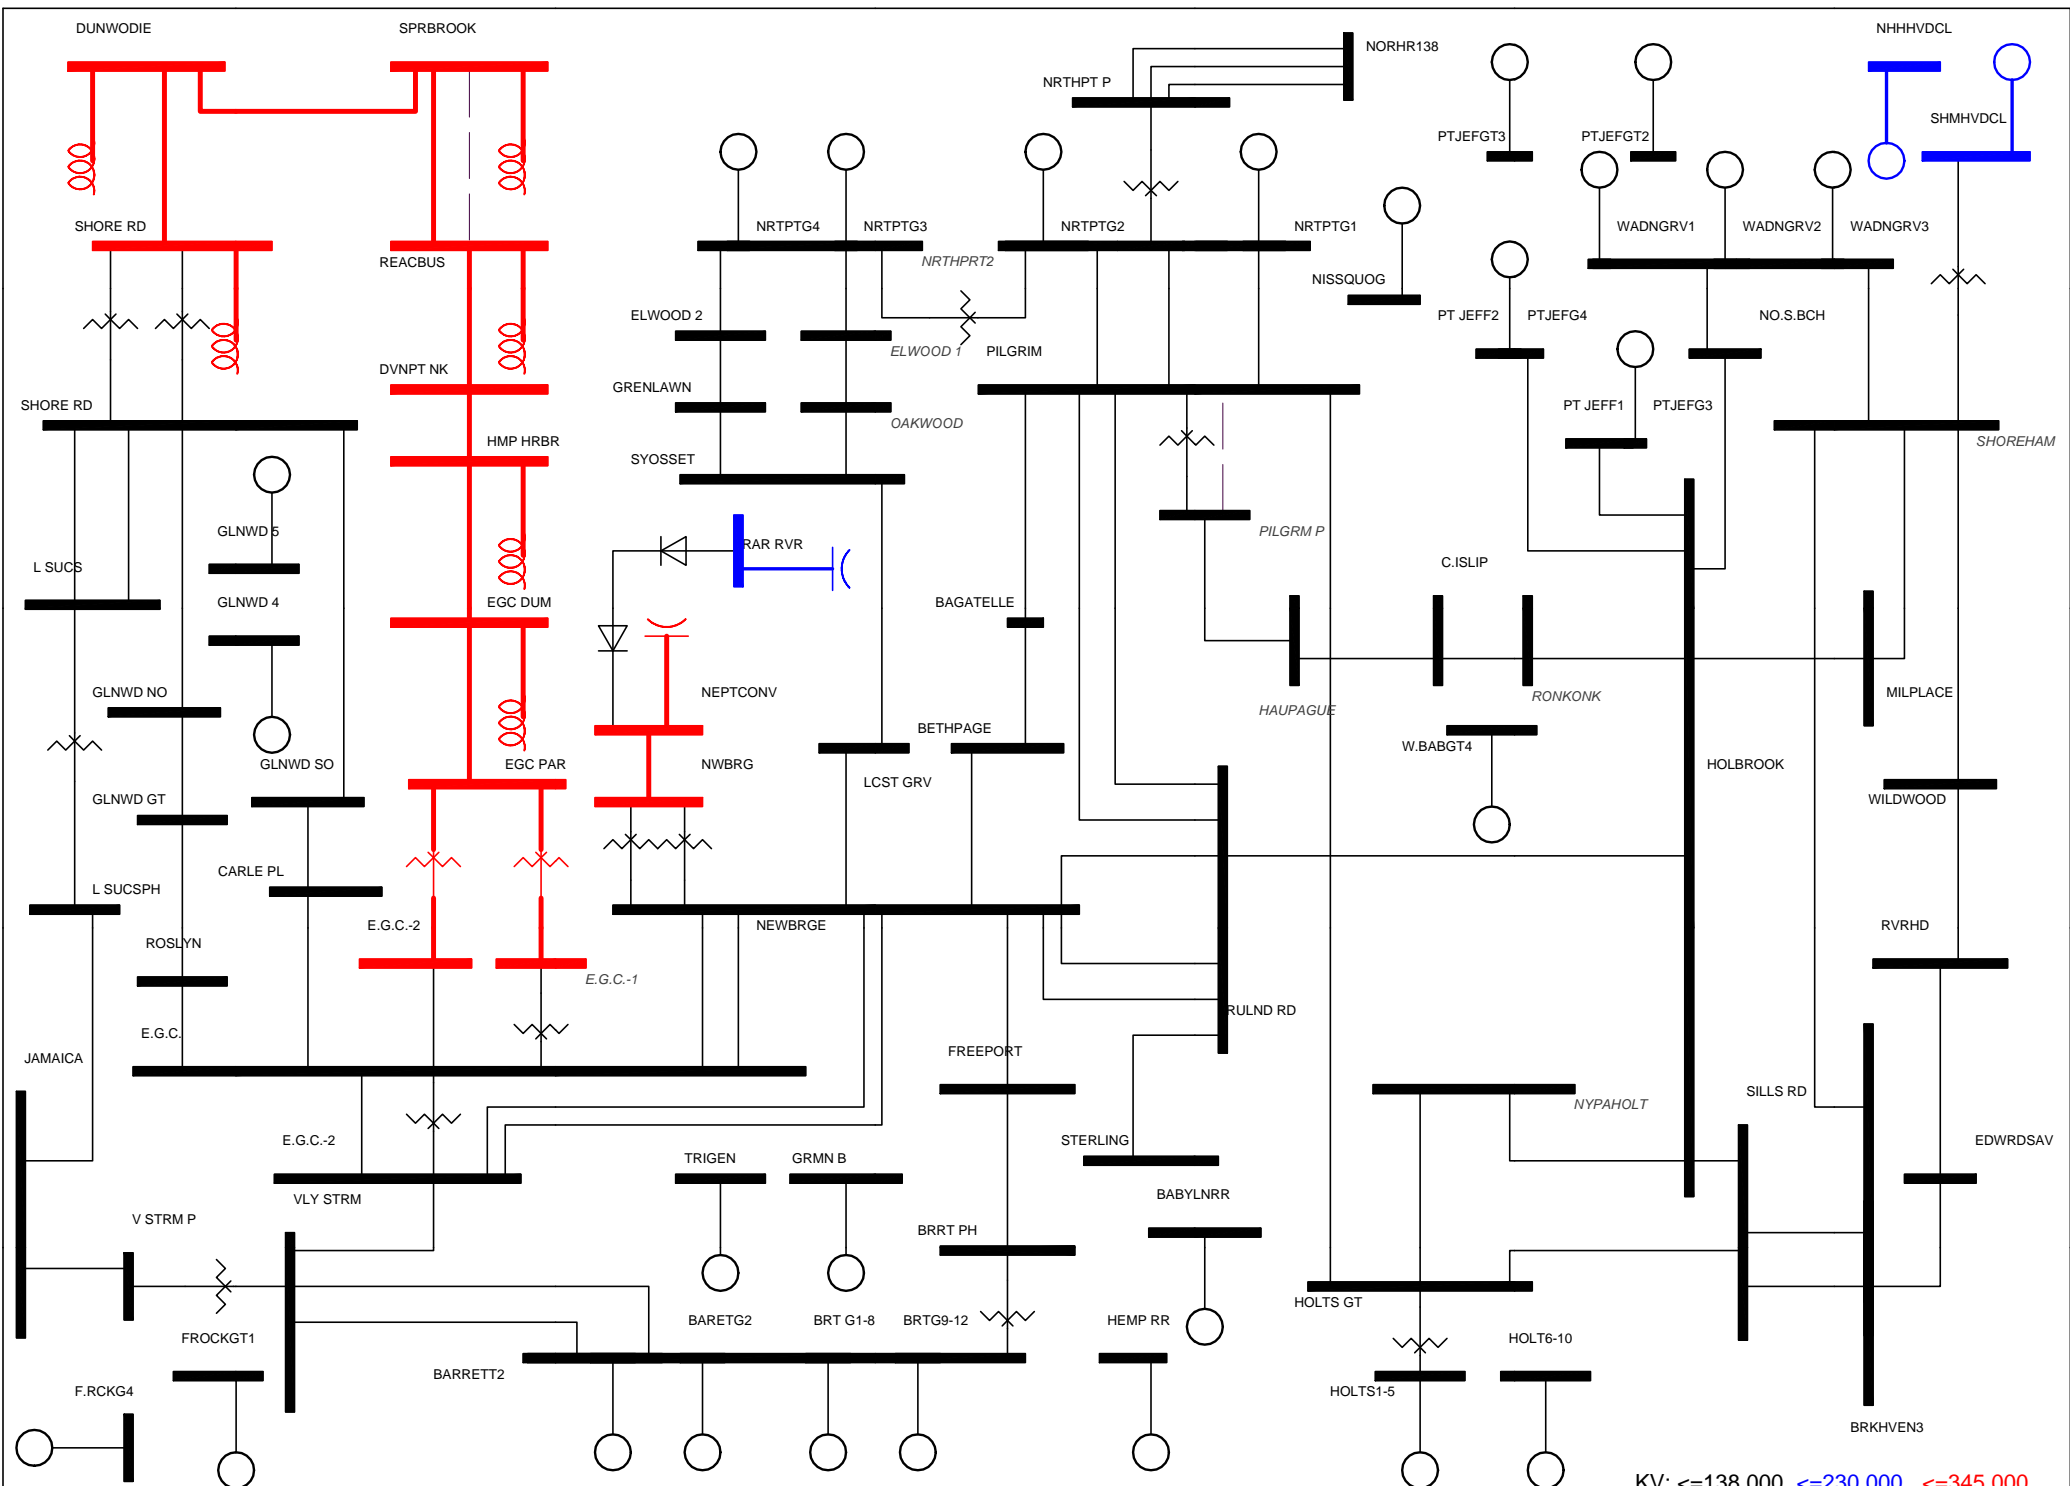 DUNWODIE
SPRBROOK
NHHHVDCL
NORHR138
NRTHPT P
SHMHVDCL
PTJEFGT3
PTJEFGT2
SHORE RD
NRTPTG4
NRTPTG3
NRTPTG2
NRTPTG1
WADNGRV1
WADNGRV2
WADNGRV3
REACBUS
NRTHPRT2
NISSQUOG
ELWOOD 2
PT JEFF2
PTJEFG4
NO.S.BCH
ELWOOD 1
PILGRIM
DVNPT NK
GRENLAWN
SHORE RD
PT JEFF1
PTJEFG3
OAKWOOD
HMP HRBR
SHOREHAM
SYOSSET
GLNWD 5
PILGRM P
RAR RVR
L SUCS
C.ISLIP
GLNWD 4
EGC DUM
BAGATELLE
GLNWD NO
NEPTCONV
RONKONK
MILPLACE
HAUPAGUE
BETHPAGE
W.BABGT4
GLNWD SO
EGC PAR
NWBRG
HOLBROOK
LCST GRV
GLNWD GT
WILDWOOD
CARLE PL
L SUCSPH
E.G.C.-2
NEWBRGE
RVRHD
ROSLYN
E.G.C.-1
RULND RD
E.G.C.
JAMAICA
FREEPORT
SILLS RD
NYPAHOLT
E.G.C.-2
STERLING
EDWRDSAV
TRIGEN
GRMN B
VLY STRM
BABYLNRR
V STRM P
BRRT PH
HOLTS GT
BARETG2
BRT G1-8
BRTG9-12
HEMP RR
FROCKGT1
HOLT6-10
BARRETT2
F.RCKG4
HOLTS1-5
BRKHVEN3
KV: <=138.000 <=230.000 <=345.000